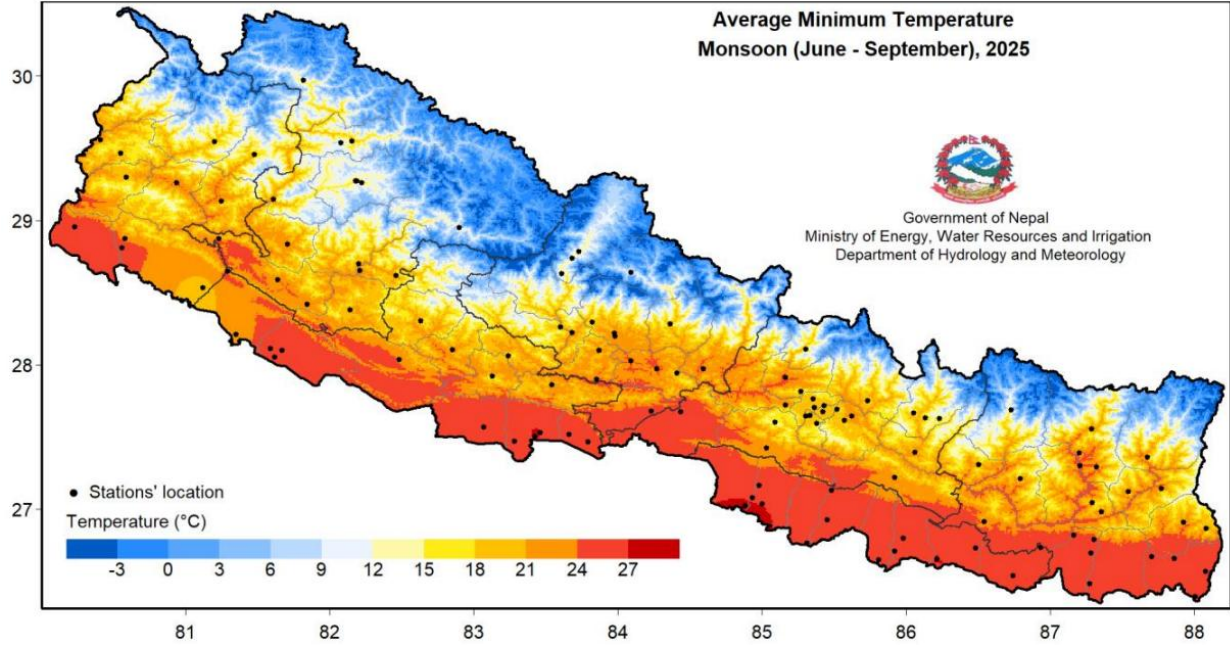 Average Minimum Temperature
Monsoon (June - September), 2025
Government of Nepal
Ministry of Energy, Water Resources and Irrigation
Department of Hydrology and Meteorology
30
29
28
27
Stations' location
Temperature (°C)
-3 0 3 6 9 12 15 18 21 24 27
81 82 83 84 85 86 87 88